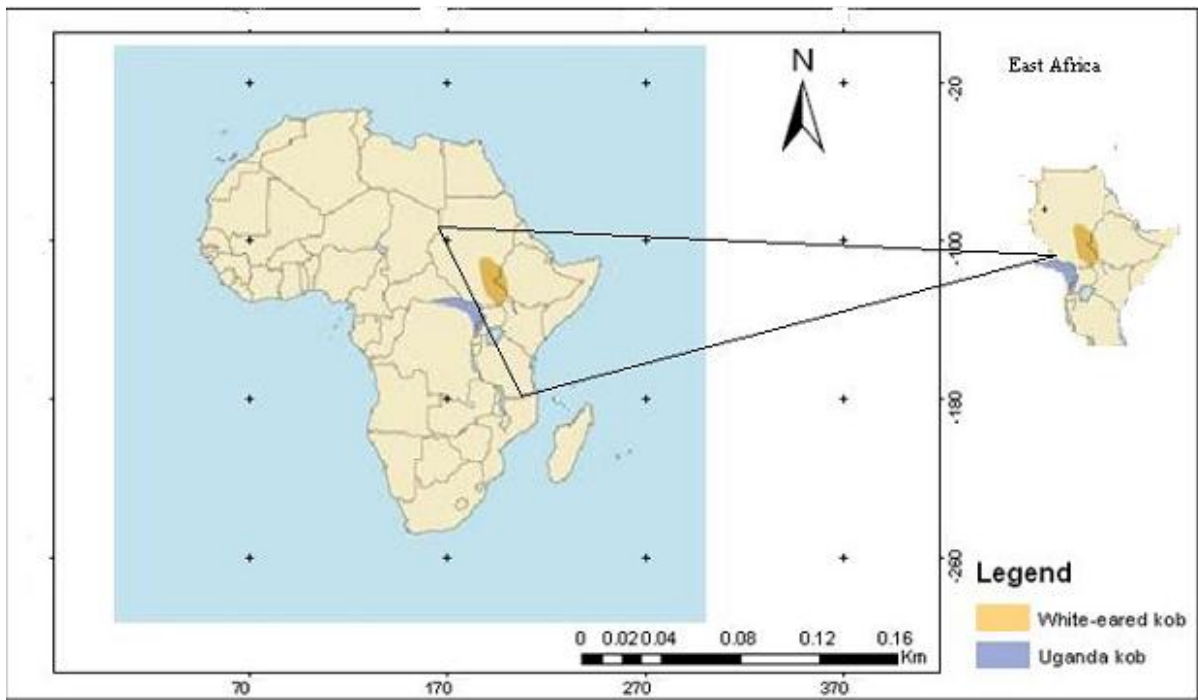 N
East Africa
-20
-100
-180
-260
Legend
White-eared kob
Uganda kob
0 0.02 0.04 0.08 0.12 0.16
Km
70 170 270 370